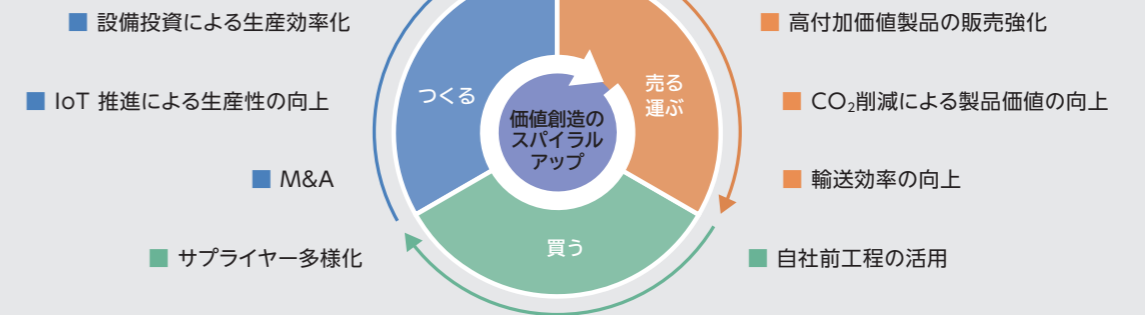 設備投資による生産効率化
IoT 推進による生産性の向上
M&A
サプライヤー多様化
つくる
売る
運ぶ
買う
価値創造の
スパイラル
アップ
高付加価値製品の販売強化
CO₂削減による製品価値の向上
輸送効率の向上
自社前工程の活用